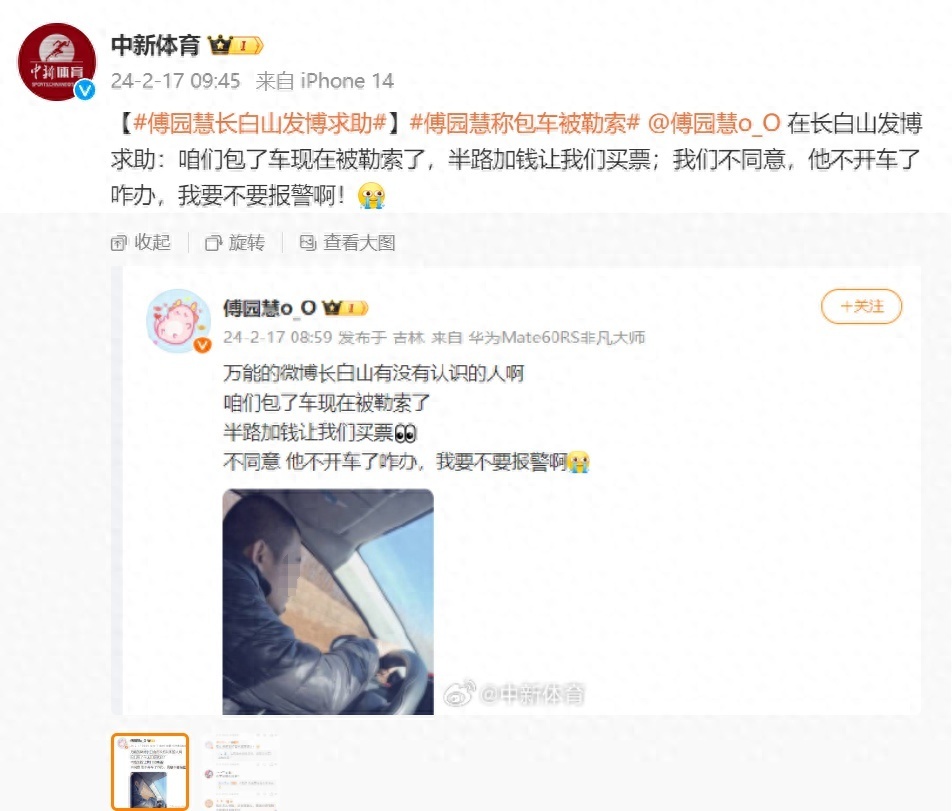 中新体育
24-2-17 09:45 来自 iPhone 14
【#傅园慧长白山发博求助#】#傅园慧称包车被勒索# @傅园慧o_O 在长白山发博
求助：咱们包了车现在被勒索了，半路加钱让我们买票；我们不同意，他不开车了
咋办，我要不要报警啊！
收起 旋转 查看大图
傅园慧o_O
+关注
24-2-17 08:59 发布于 吉林 来自 华为Mate60RS非凡大师
万能的微博长白山有没有认识的人啊
咱们包了车现在被勒索了
半路加钱让我们买票
不同意 他不开车了咋办，我要不要报警啊
@中新体育